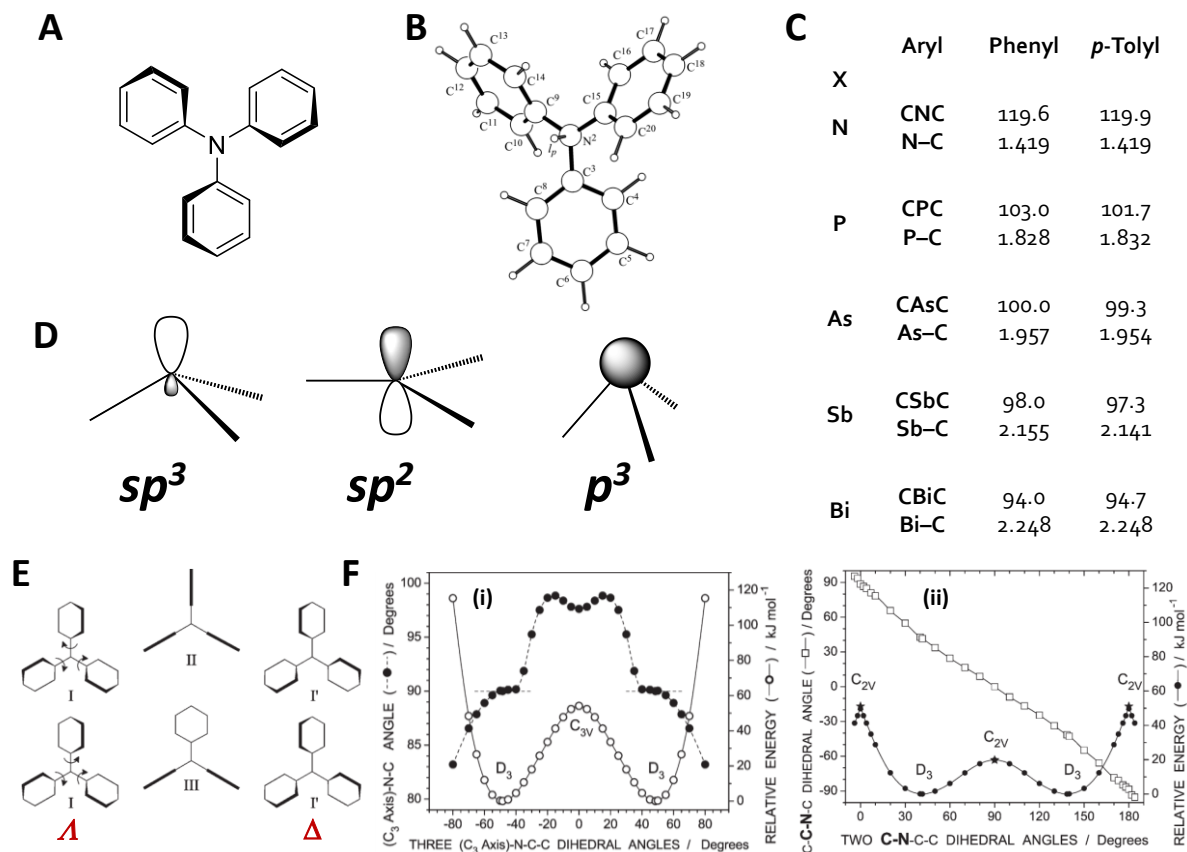 A
N
B
C13
C12
C14
C9
C11
C10
lp
N2
C17
C16
C18
C15
C19
C20
C3
C8
C4
C7
C5
C6
C
Aryl Phenyl p-Tolyl
X
N CNC 119.6 119.9
N–C 1.419 1.419
P CPC 103.0 101.7
P–C 1.828 1.832
As CAsC 100.0 99.3
As–C 1.957 1.954
Sb CSbC 98.0 97.3
Sb–C 2.155 2.141
Bi CBiC 94.0 94.7
Bi–C 2.248 2.248
D
sp3 sp2 p3
E
I II I'
I III I'
Λ Δ
F
(i)
(C3 Axis)-N-C ANGLE (--●--) / Degrees
100
95
90
85
80
C3V
D3 D3
120
100
80
60
40
20
0
RELATIVE ENERGY (—o—) / kJ mol-1
-80 -60 -40 -20 0 20 40 60 80
THREE (C3 Axis)-N-C-C DIHEDRAL ANGLES / Degrees
(ii)
C-C-N-C DIHEDRAL ANGLE (—□—) / Degrees
90
60
30
0
-30
-60
-90
C2V C2V
C2V
D3 D3
120
100
80
60
40
20
0
RELATIVE ENERGY (—●—) / kJ mol-1
0 30 60 90 120 150 180
TWO C-N-C-C DIHEDRAL ANGLES / Degrees